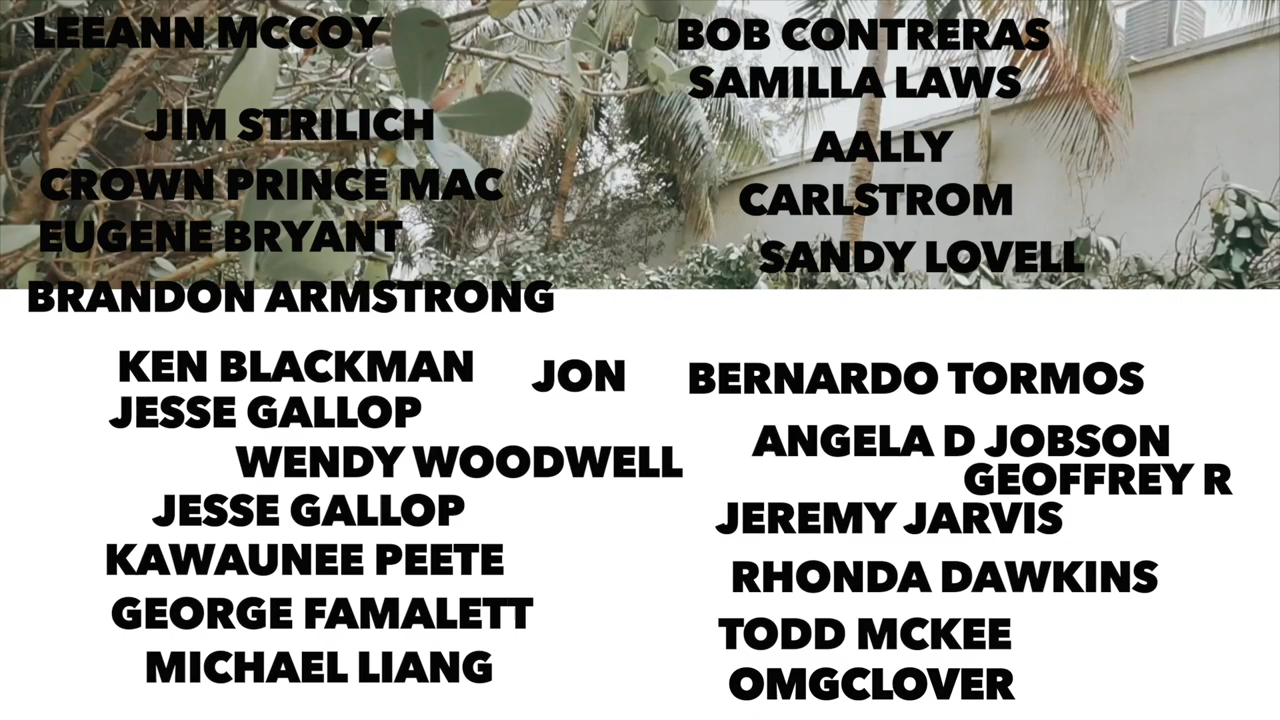 LEEANN MCCOY
JIM STRILICH
CROWN PRINCE MAC
EUGENE BRYANT
BRANDON ARMSTRONG
KEN BLACKMAN
JESSE GALLOP
WENDY WOODWELL
JESSE GALLOP
KAWAUNEE PEETE
GEORGE FAMALETT
MICHAEL LIANG
JON
BOB CONTRERAS
SAMILLA LAWS
AALLY
CARLSTROM
SANDY LOVELL
BERNARDO TORMOS
ANGELA D JOBSON
GEOFFREY R
JEREMY JARVIS
RHONDA DAWKINS
TODD MCKEE
OMGCLOVER